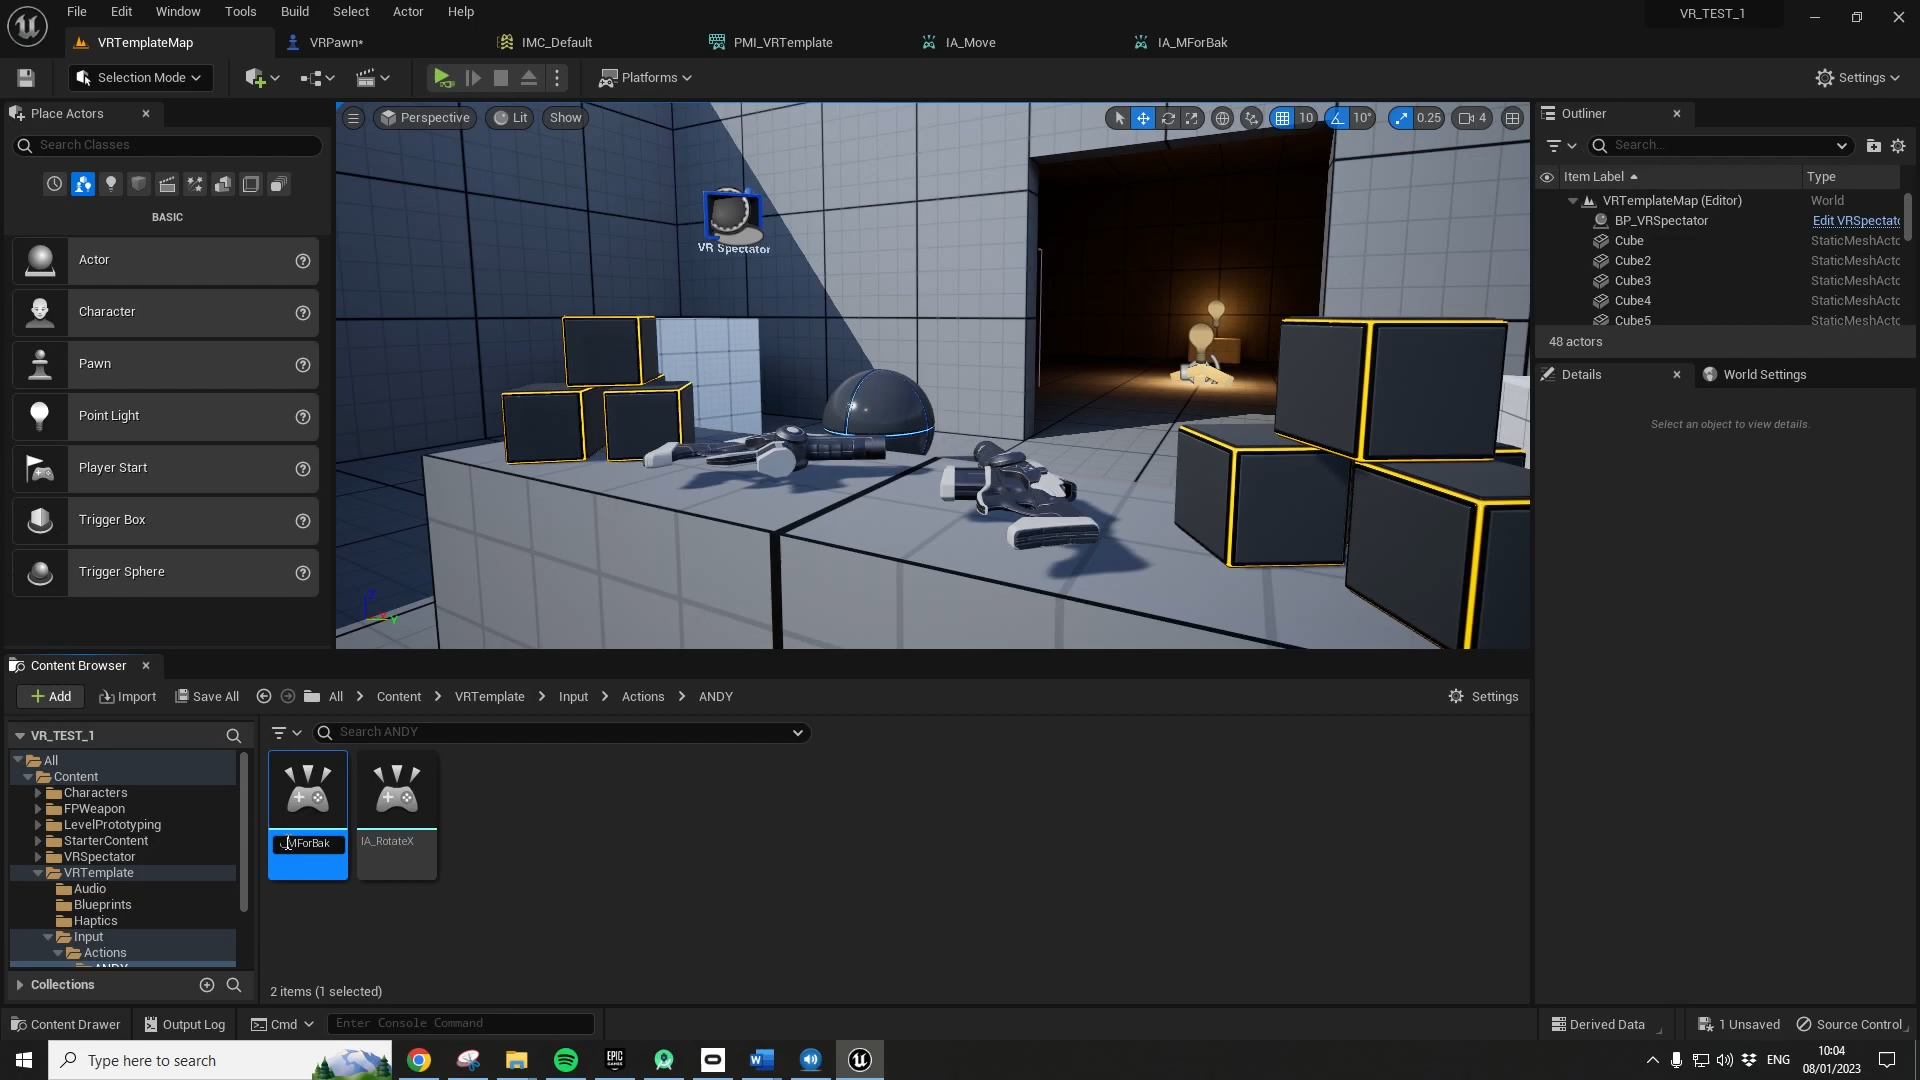 File Edit Window Tools Build Select Actor Help
VR_TEST_1
VRTemplateMap
VRPawn*
IMC_Default
PMI_VRTemplate
IA_Move
IA_MForBak
Selection Mode
Platforms
Settings
Place Actors
Search Classes
BASIC
Actor
Character
Pawn
Point Light
Player Start
Trigger Box
Trigger Sphere
Perspective
Lit
Show
10
10°
0.25
4
VR Spectator
Z
Y
Outliner
Search...
Item Label
Type
VRTemplateMap (Editor) World
BP_VRSpectator Edit VRSpectato
Cube StaticMeshActo
Cube2 StaticMeshActo
Cube3 StaticMeshActo
Cube4 StaticMeshActo
Cube5 StaticMeshActo
48 actors
Details
World Settings
Select an object to view details.
Content Browser
Add
Import
Save All
All
Content
VRTemplate
Input
Actions
ANDY
Settings
VR_TEST_1
Search ANDY
All
Content
Characters
FPWeapon
LevelPrototyping
StarterContent
VRSpectator
VRTemplate
Audio
Blueprints
Haptics
Input
Actions
ANDY
Collections
MForBak
IA_RotateX
2 items (1 selected)
Content Drawer
Output Log
Cmd
Enter Console Command
Derived Data
1 Unsaved
Source Control
Type here to search
EPIC GAMES
ENG
10:04
08/01/2023